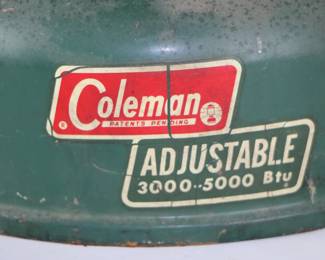 Coleman
PATENTS PENDING
ADJUSTABLE
3000--5000 Btu